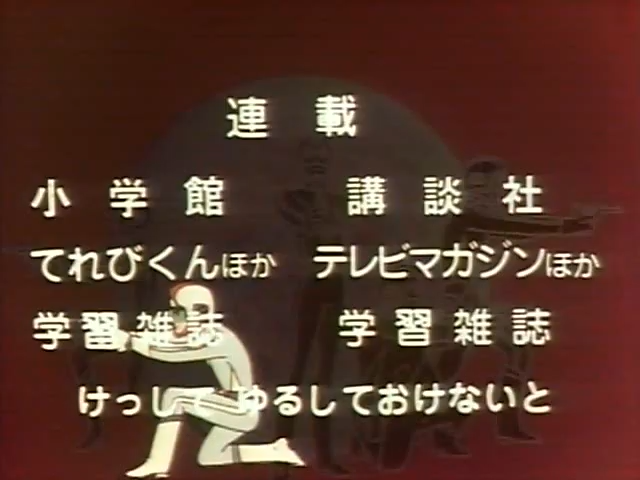 連載
小学館 講談社
てれびくんほか テレビマガジンほか
学習雑誌 学習雑誌
けっして ゆるしておけないと